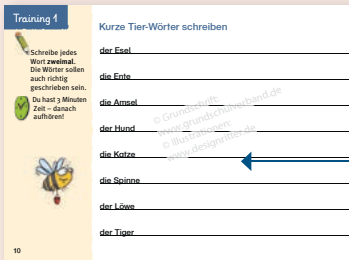 Training 1
Kurze Tier-Wörter schreiben
Schreibe jedes
Wort zweimal.
Die Wörter sollen
auch richtig
geschrieben sein.
Du hast 3 Minuten
Zeit – danach
aufhören!
der Esel
die Ente
die Amsel
der Hund
die Katze
die Spinne
der Löwe
der Tiger
© Grundschrift:
www.grundschulverband.de
© Illustrationen:
www.designritter.de
10